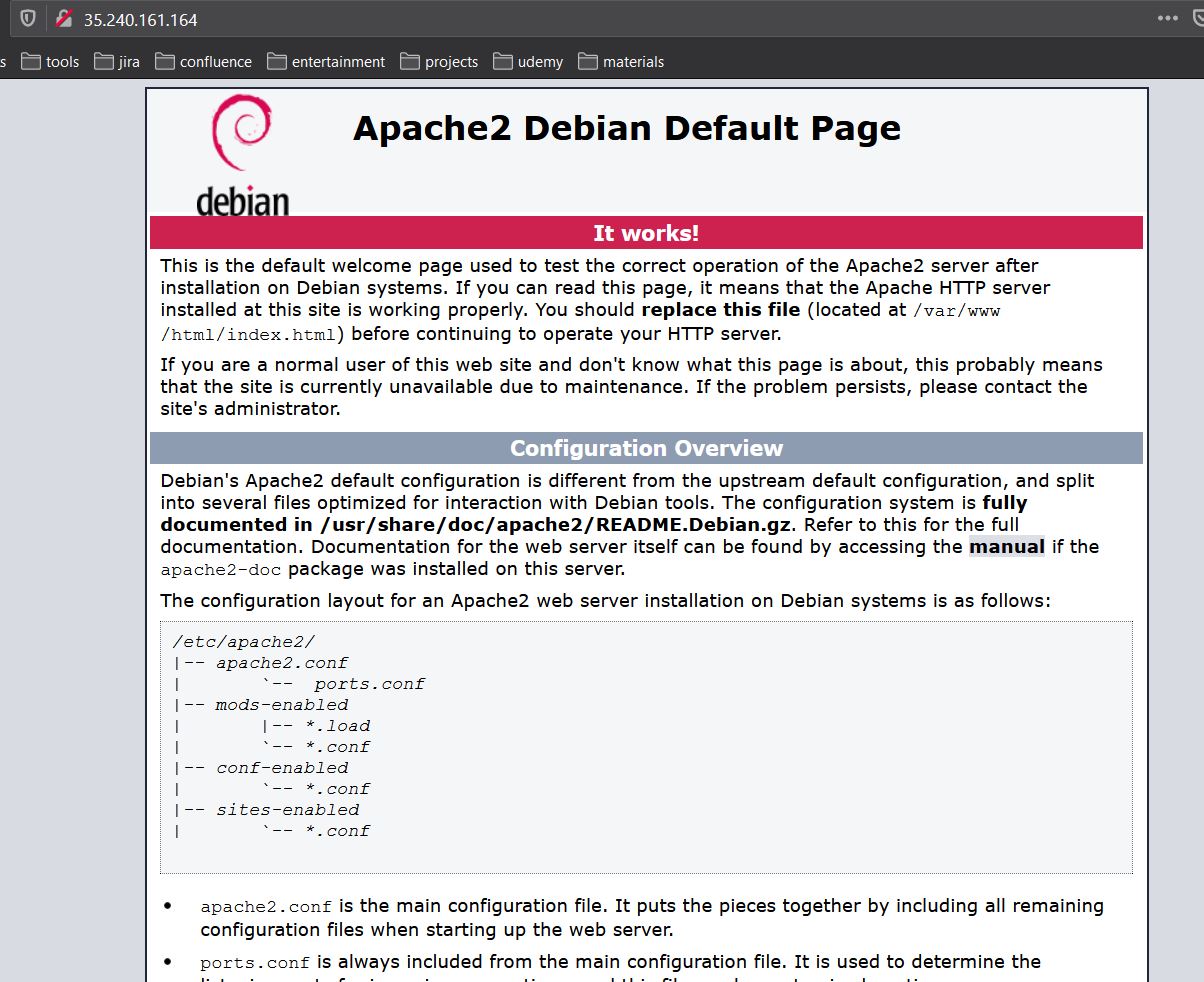 35.240.161.164
s tools jira confluence entertainment projects udemy materials
debian
Apache2 Debian Default Page
It works!
This is the default welcome page used to test the correct operation of the Apache2 server after
installation on Debian systems. If you can read this page, it means that the Apache HTTP server
installed at this site is working properly. You should replace this file (located at /var/www
/html/index.html) before continuing to operate your HTTP server.
If you are a normal user of this web site and don't know what this page is about, this probably means
that the site is currently unavailable due to maintenance. If the problem persists, please contact the
site's administrator.
Configuration Overview
Debian's Apache2 default configuration is different from the upstream default configuration, and split
into several files optimized for interaction with Debian tools. The configuration system is fully
documented in /usr/share/doc/apache2/README.Debian.gz. Refer to this for the full
documentation. Documentation for the web server itself can be found by accessing the manual if the
apache2-doc package was installed on this server.
The configuration layout for an Apache2 web server installation on Debian systems is as follows:
/etc/apache2/
|-- apache2.conf
|       `--  ports.conf
|-- mods-enabled
|       |-- *.load
|       `-- *.conf
|-- conf-enabled
|       `-- *.conf
|-- sites-enabled
|       `-- *.conf
• apache2.conf is the main configuration file. It puts the pieces together by including all remaining
configuration files when starting up the web server.
• ports.conf is always included from the main configuration file. It is used to determine the